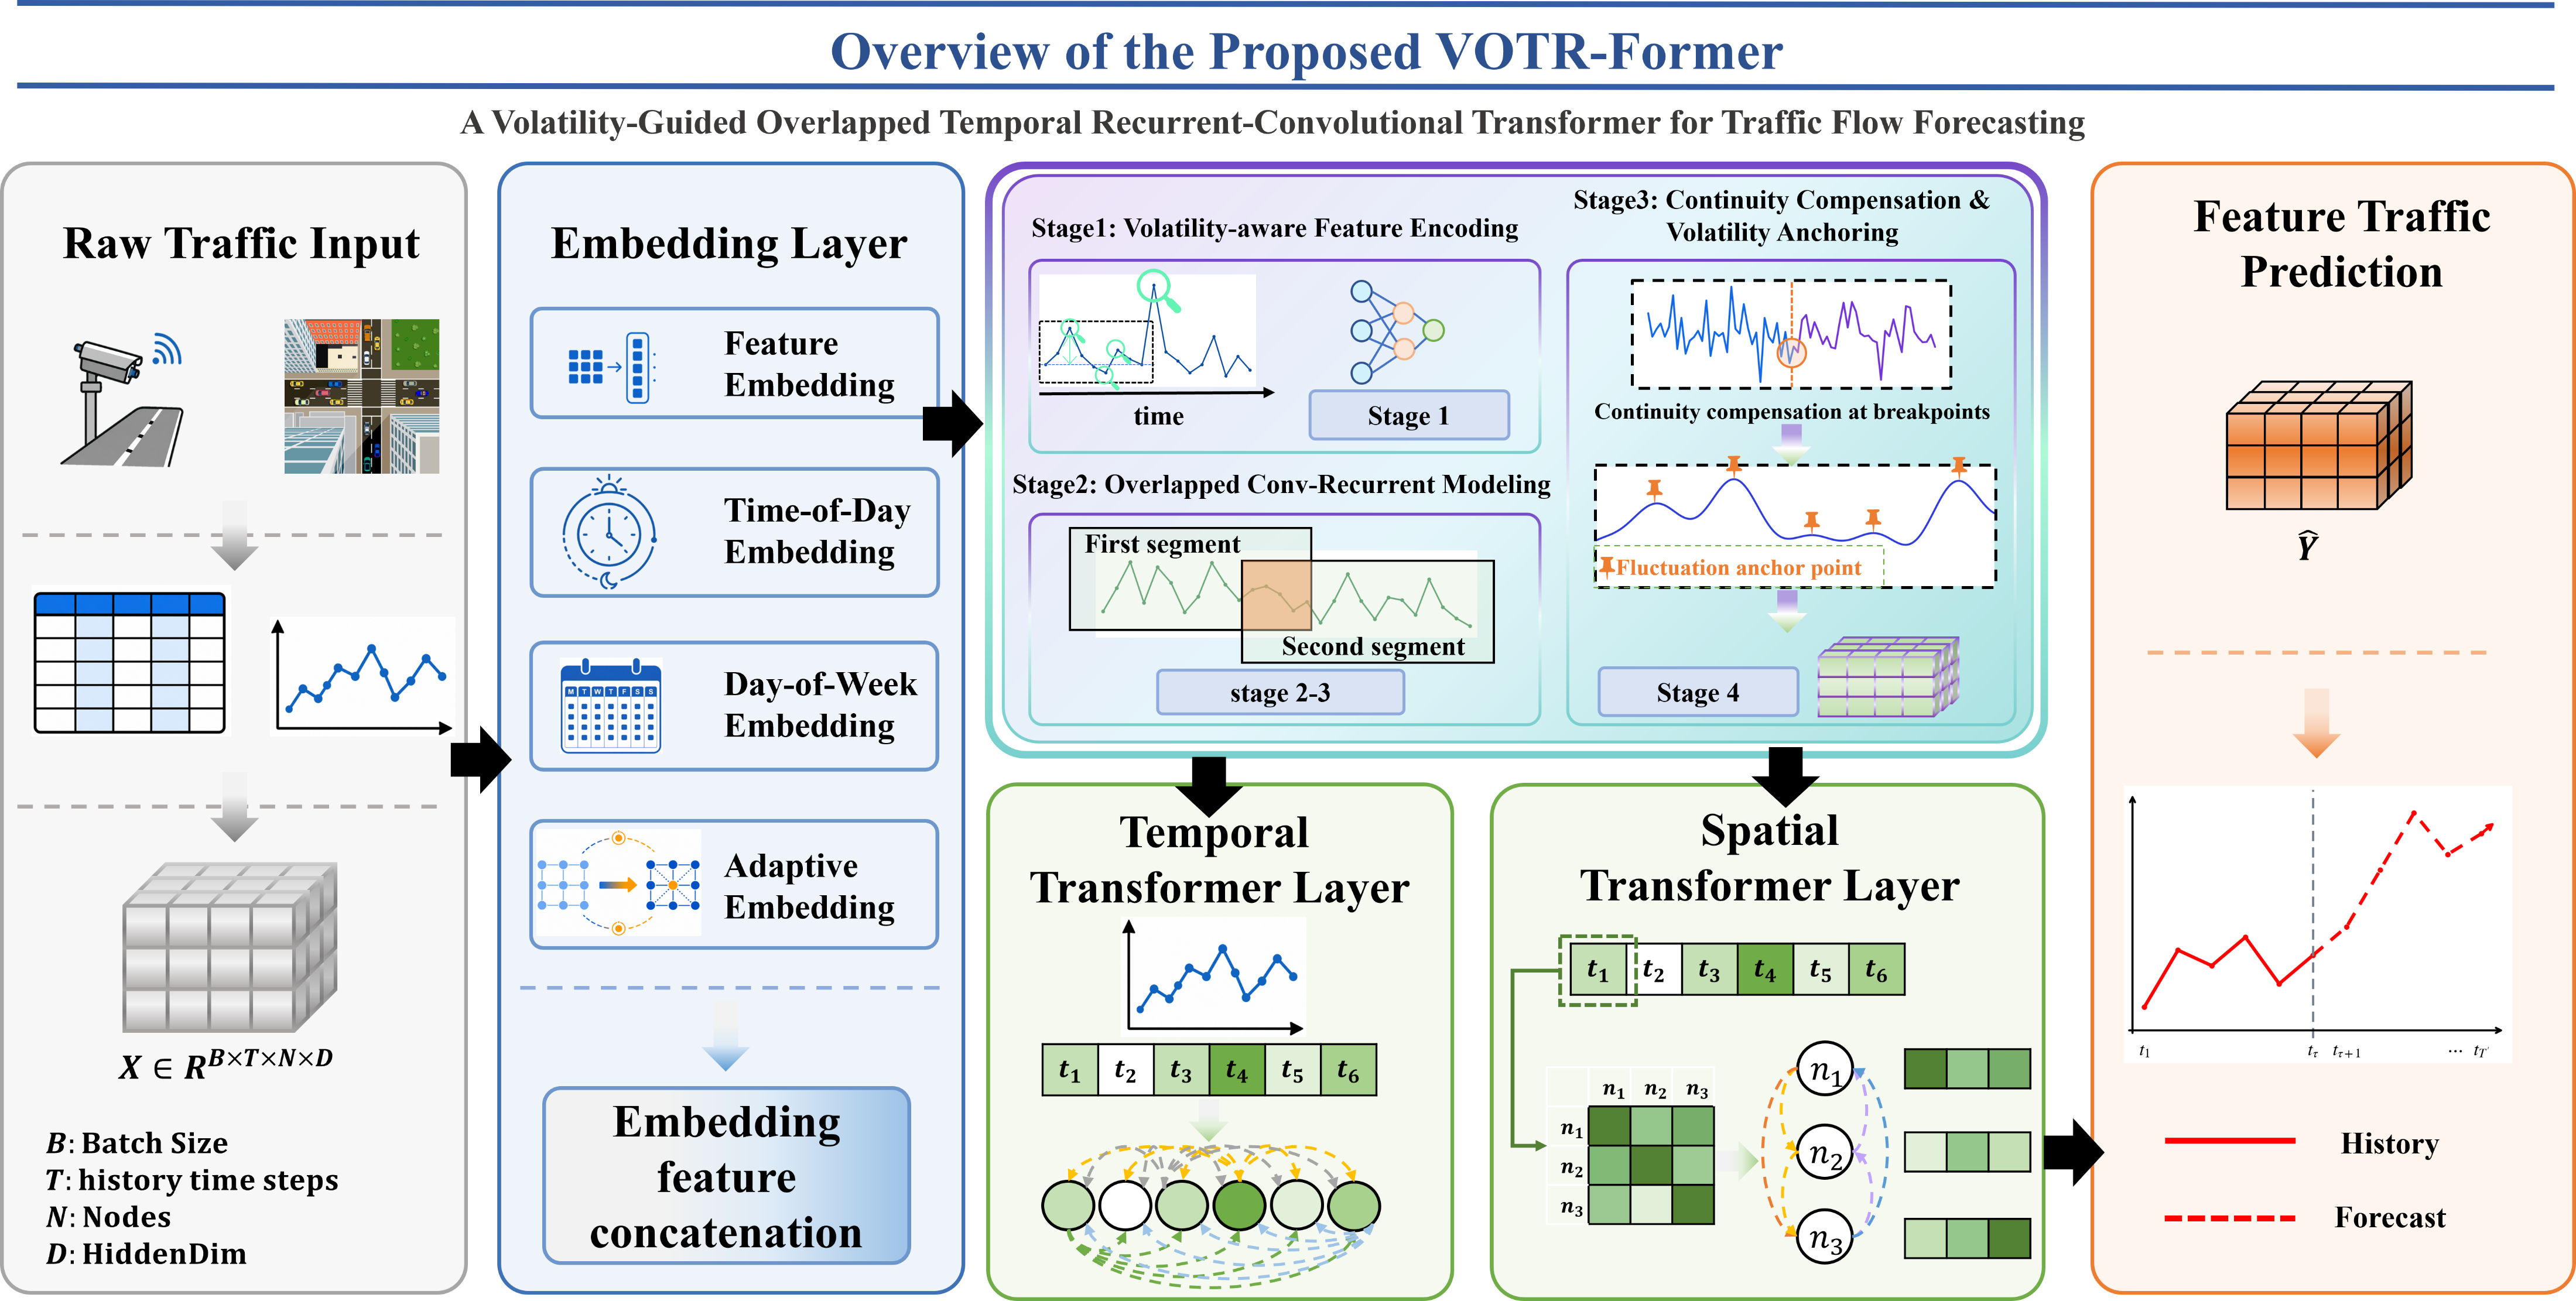 Overview of the Proposed VOTR-Former
A Volatility-Guided Overlapped Temporal Recurrent-Convolutional Transformer for Traffic Flow Forecasting
Raw Traffic Input
X ∈ R^{B×T×N×D}
B: Batch Size
T: history time steps
N: Nodes
D: HiddenDim
Embedding Layer
Feature
Embedding
Time-of-Day
Embedding
M T W T F S S
Day-of-Week
Embedding
Adaptive
Embedding
Embedding
feature
concatenation
Stage1: Volatility-aware Feature Encoding
time
Stage 1
Stage2: Overlapped Conv-Recurrent Modeling
First segment
Second segment
stage 2-3
Stage3: Continuity Compensation &
Volatility Anchoring
Continuity compensation at breakpoints
Fluctuation anchor point
Stage 4
Temporal
Transformer Layer
t₁ t₂ t₃ t₄ t₅ t₆
Spatial
Transformer Layer
t₁ t₂ t₃ t₄ t₅ t₆
n₁ n₂ n₃
n₁
n₂
n₃
n₁
n₂
n₃
Feature Traffic
Prediction
Ŷ
t₁ t_τ t_{τ+1} ... t_{T'}
History
Forecast